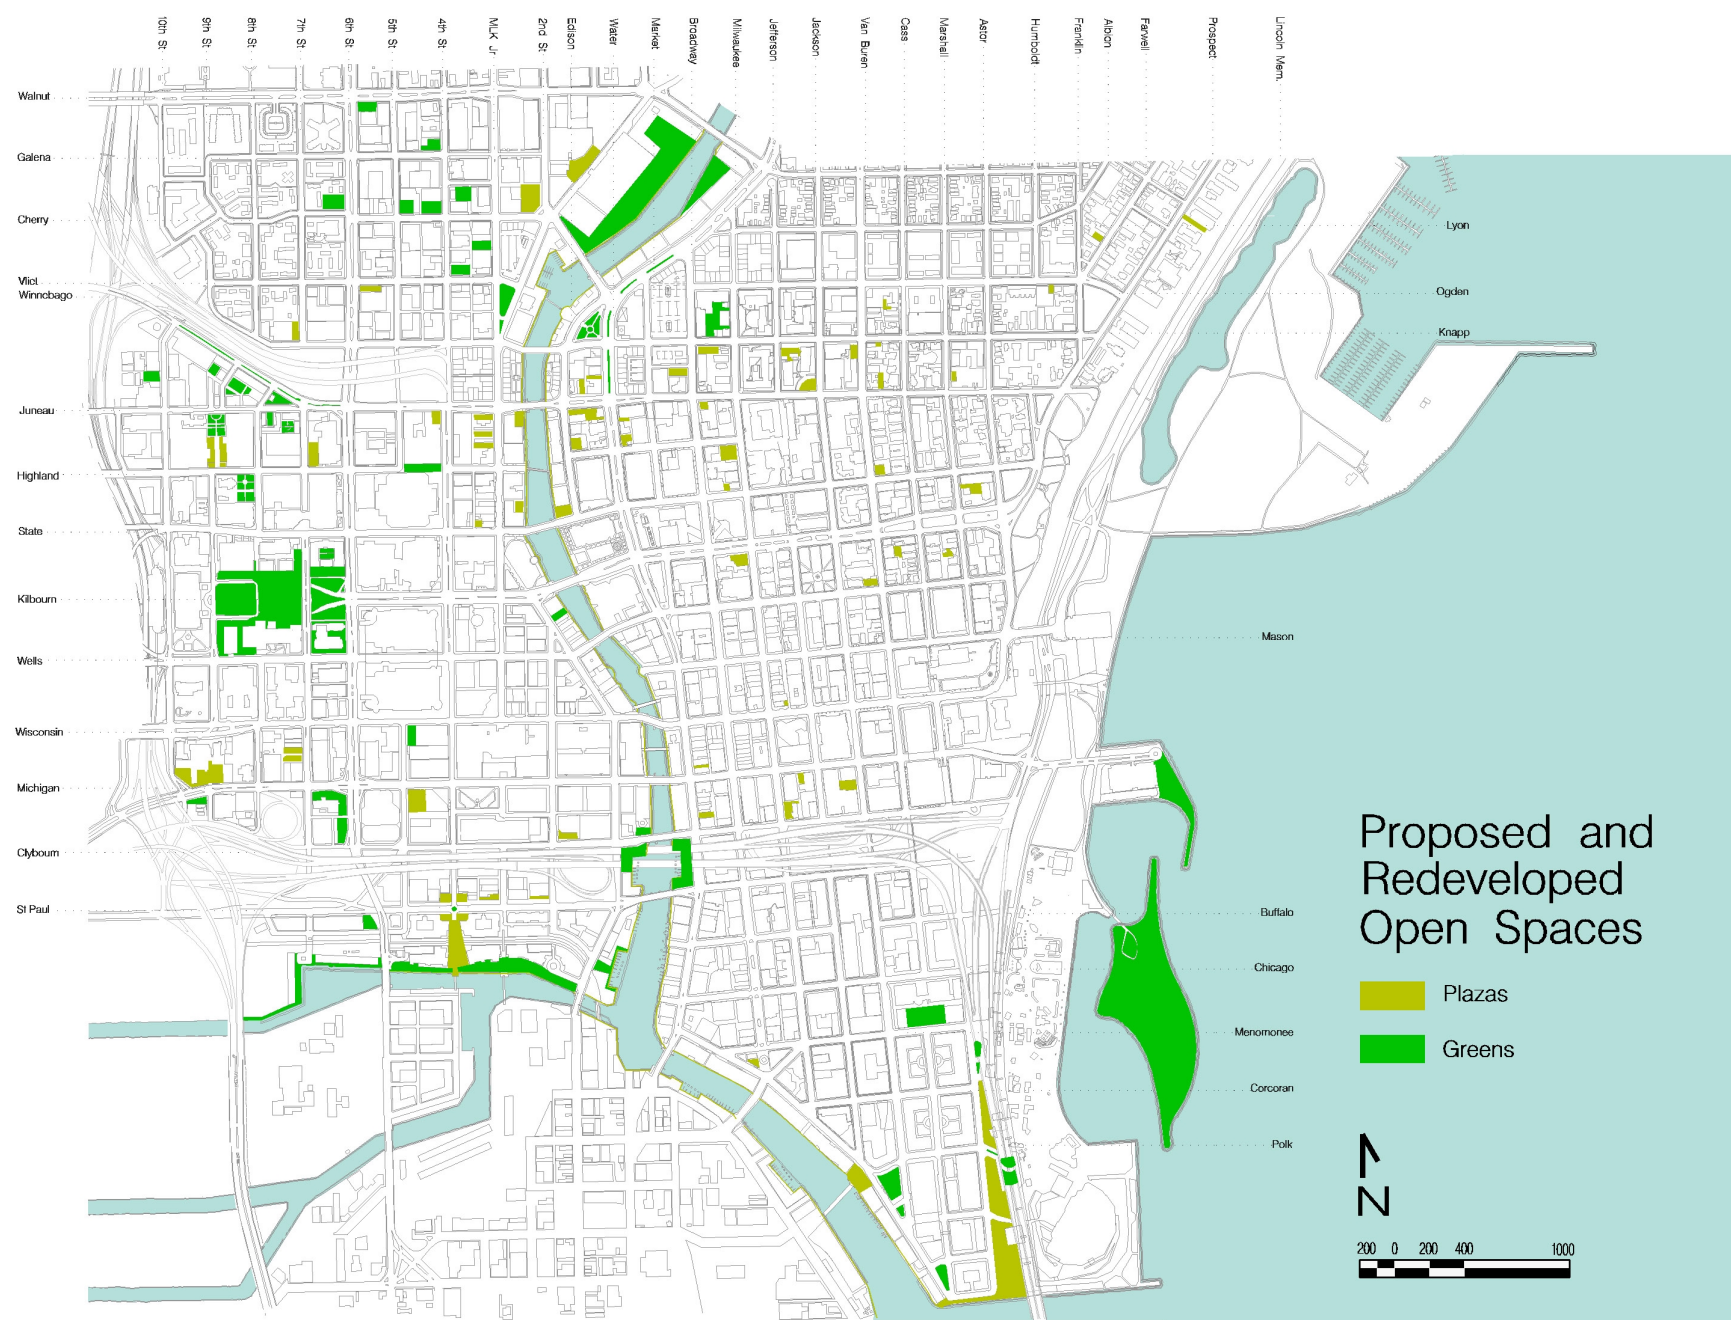 10th St
9th St
8th St
7th St
6th St
5th St
4th St
MLK Jr
2nd St
Edison
Water
Market
Broadway
Milwaukee
Jefferson
Jackson
Van Buren
Cass
Marshall
Astor
Humboldt
Franklin
Albion
Farwell
Prospect
Lincoln Mem.
Walnut
Galena
Cherry
Vliet
Winnebago
Juneau
Highland
State
Kilbourn
Wells
Wisconsin
Michigan
Clybourn
St Paul
Lyon
Ogden
Knapp
Mason
Buffalo
Chicago
Menomonee
Corcoran
Polk
Proposed and
Redeveloped
Open Spaces
Plazas
Greens
N
200 0 200 400 1000